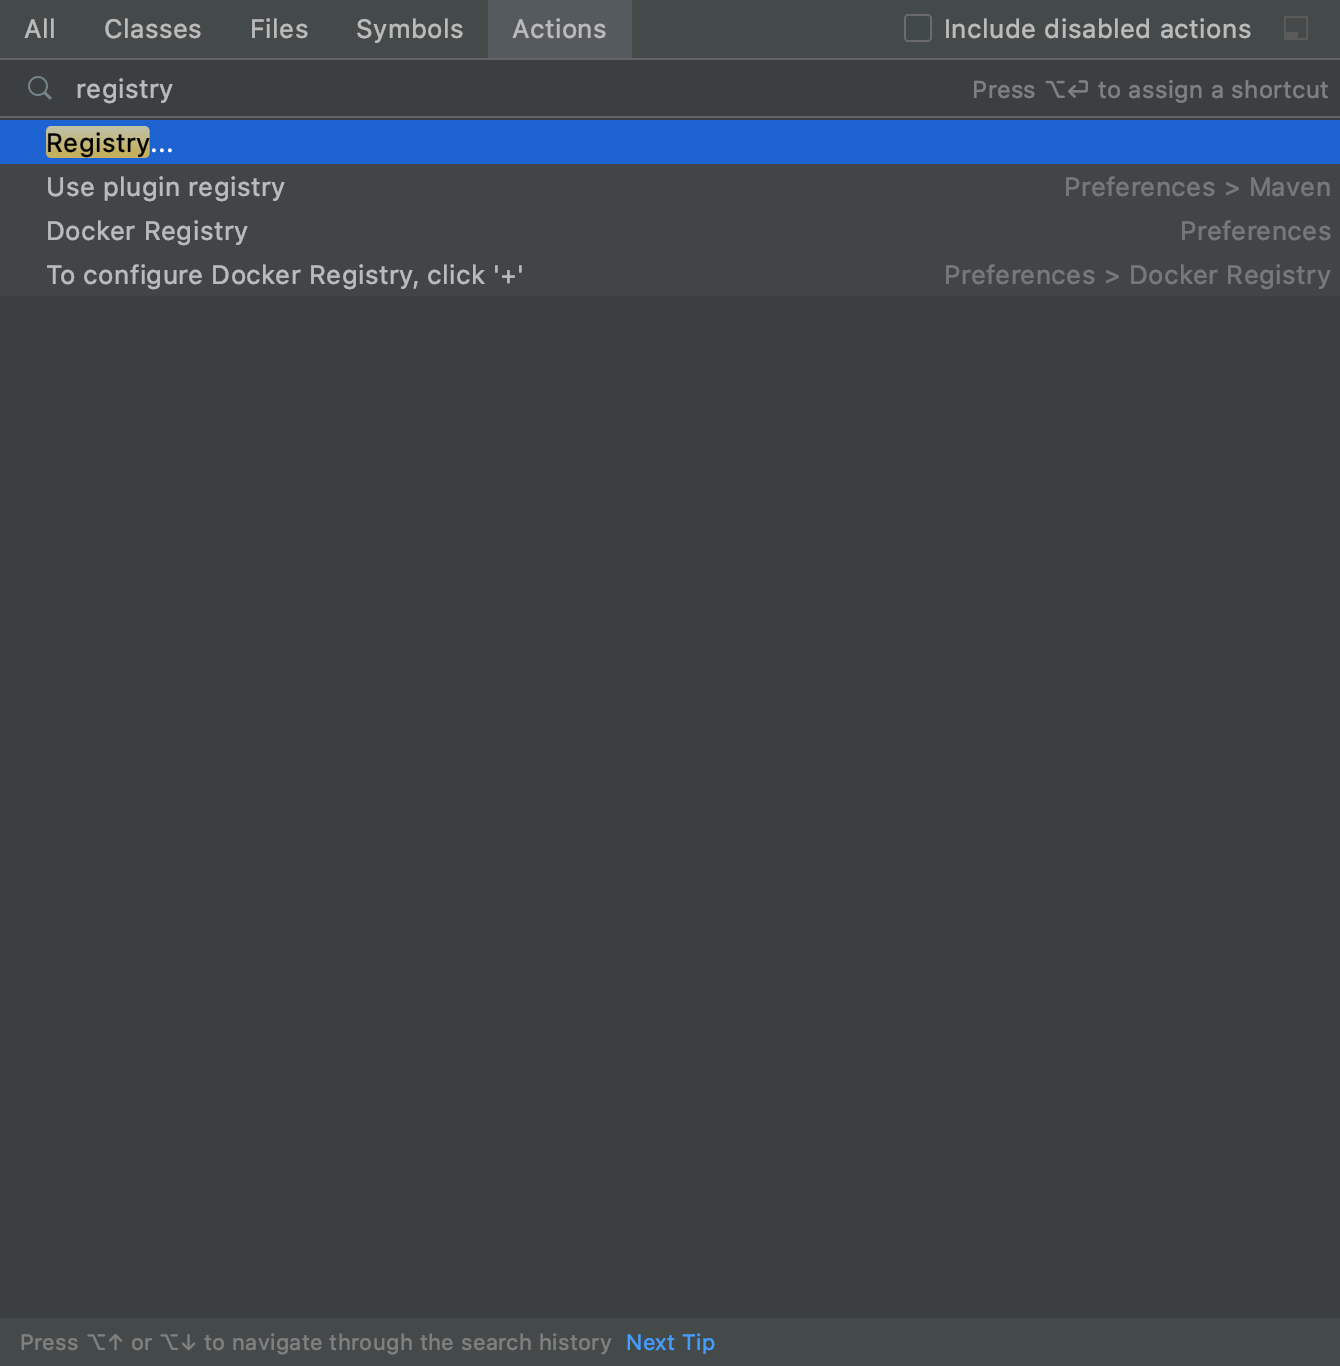 All Classes Files Symbols Actions Include disabled actions
registry Press ⌥↩ to assign a shortcut
Registry...
Use plugin registry Preferences > Maven
Docker Registry Preferences
To configure Docker Registry, click '+' Preferences > Docker Registry
Press ⌥↑ or ⌥↓ to navigate through the search history Next Tip